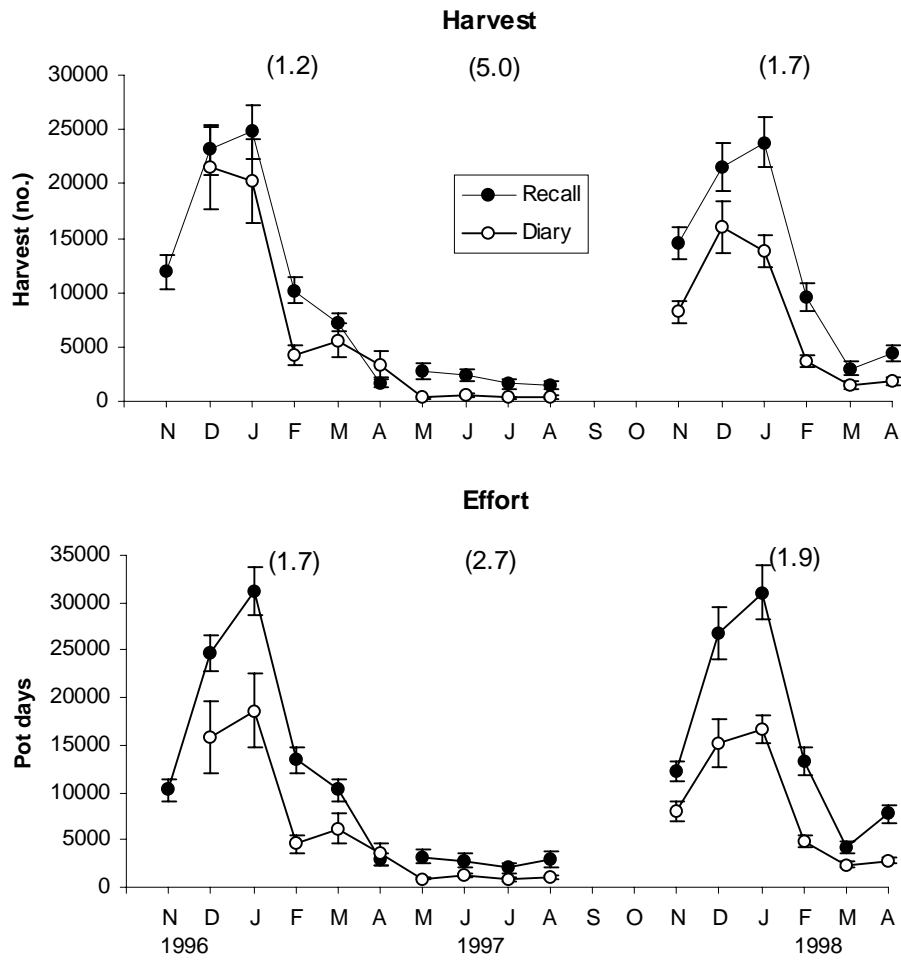 Harvest
(1.2) (5.0) (1.7)
30000
25000
20000
15000
10000
5000
0
Harvest (no.)
Recall
Diary
N D J F M A M J J A S O N D J F M A
Effort
(1.7) (2.7) (1.9)
35000
30000
25000
20000
15000
10000
5000
0
Pot days
N D J F M A M J J A S O N D J F M A
1996 1997 1998